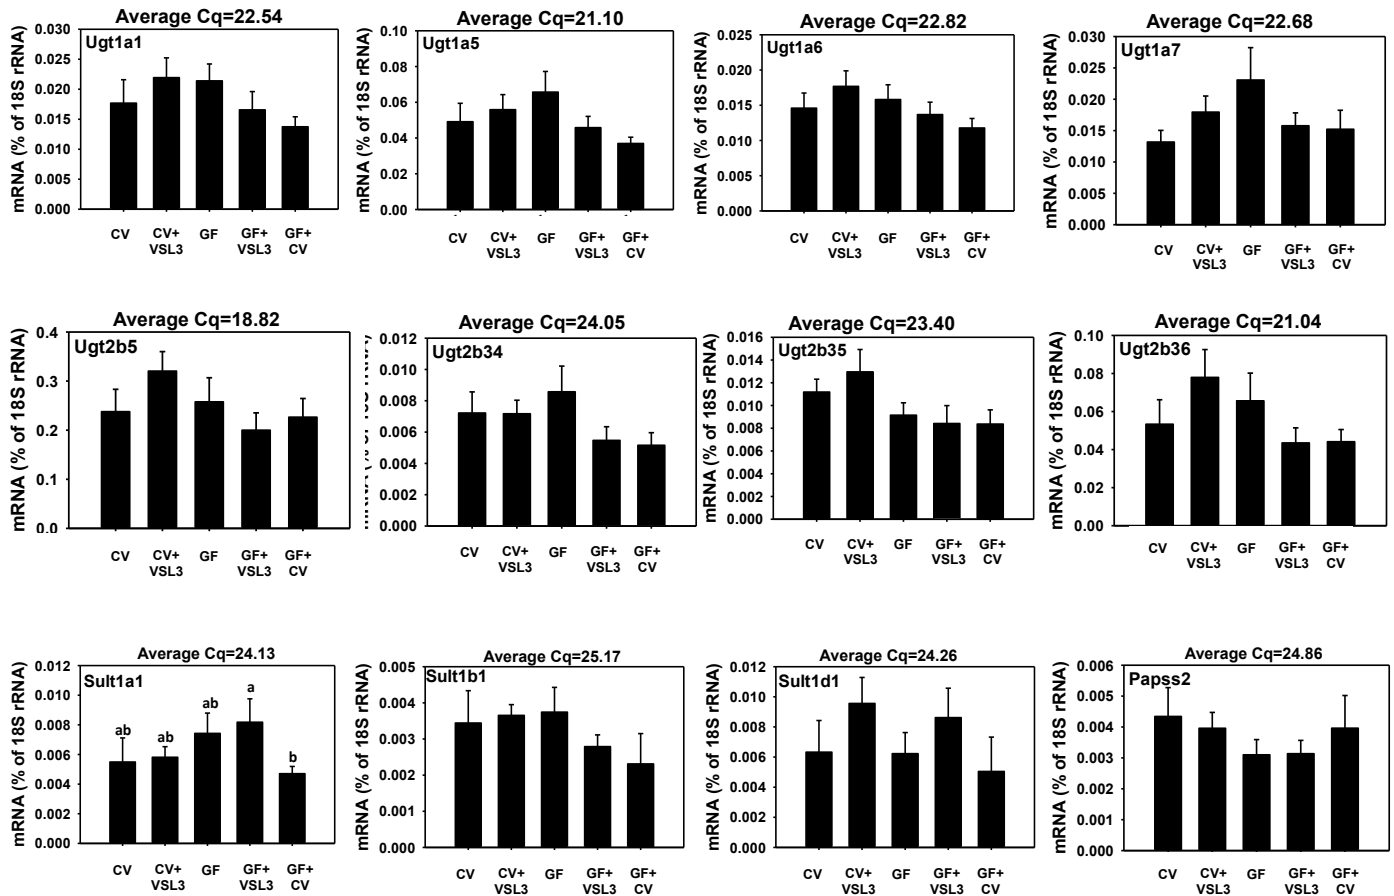 Average Cq=22.54
Ugt1a1
mRNA (% of 18S rRNA)
0.030
0.025
0.020
0.015
0.010
0.005
0.000
CV
CV+
VSL3
GF
GF+
VSL3
GF+
CV
Average Cq=21.10
Ugt1a5
mRNA (% of 18S rRNA)
0.10
0.08
0.06
0.04
0.02
0.00
CV
CV+
VSL3
GF
GF+
VSL3
GF+
CV
Average Cq=22.82
Ugt1a6
mRNA (% of 18S rRNA)
0.025
0.020
0.015
0.010
0.005
0.000
CV
CV+
VSL3
GF
GF+
VSL3
GF+
CV
Average Cq=22.68
Ugt1a7
mRNA (% of 18S rRNA)
0.030
0.025
0.020
0.015
0.010
0.005
0.000
CV
CV+
VSL3
GF
GF+
VSL3
GF+
CV
Average Cq=18.82
Ugt2b5
mRNA (% of 18S rRNA)
0.4
0.3
0.2
0.1
0.0
CV
CV+
VSL3
GF
GF+
VSL3
GF+
CV
Average Cq=24.05
Ugt2b34
mRNA (% of 18S rRNA)
0.012
0.010
0.008
0.006
0.004
0.002
0.000
CV
CV+
VSL3
GF
GF+
VSL3
GF+
CV
Average Cq=23.40
Ugt2b35
mRNA (% of 18S rRNA)
0.016
0.014
0.012
0.010
0.008
0.006
0.004
0.002
0.000
CV
CV+
VSL3
GF
GF+
VSL3
GF+
CV
Average Cq=21.04
Ugt2b36
mRNA (% of 18S rRNA)
0.10
0.08
0.06
0.04
0.02
0.00
CV
CV+
VSL3
GF
GF+
VSL3
GF+
CV
Average Cq=24.13
Sult1a1
mRNA (% of 18S rRNA)
0.012
0.010
0.008
0.006
0.004
0.002
0.000
ab
ab
ab
a
b
CV
CV+
VSL3
GF
GF+
VSL3
GF+
CV
Average Cq=25.17
Sult1b1
mRNA (% of 18S rRNA)
0.005
0.004
0.003
0.002
0.001
0.000
CV
CV+
VSL3
GF
GF+
VSL3
GF+
CV
Average Cq=24.26
Sult1d1
mRNA (% of 18S rRNA)
0.012
0.010
0.008
0.006
0.004
0.002
0.000
CV
CV+
VSL3
GF
GF+
VSL3
GF+
CV
Average Cq=24.86
Papss2
mRNA (% of 18S rRNA)
0.006
0.005
0.004
0.003
0.002
0.001
0.000
CV
CV+
VSL3
GF
GF+
VSL3
GF+
CV